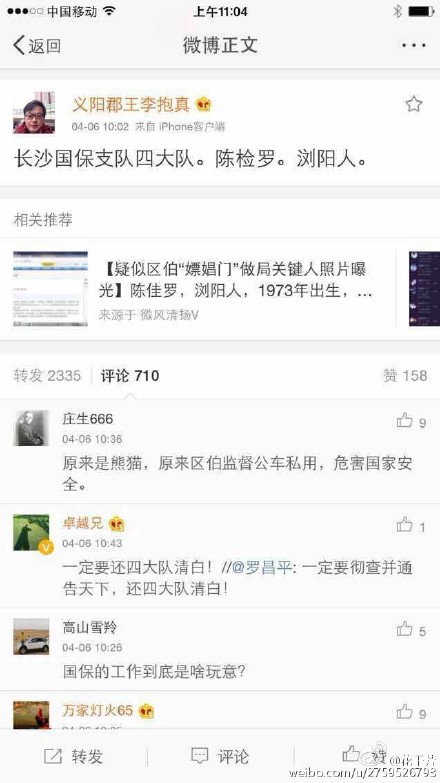 中国移动
上午11:04
返回
微博正文
义阳郡王李抱真
04-06 10:02 来自 iPhone客户端
长沙国保支队四大队。陈检罗。浏阳人。
相关推荐
【疑似区伯“嫖娼门”做局关键人照片曝
光】陈佳罗，浏阳人，1973年出生，...
来源于 微风清扬V
转发 2335 评论 710 赞 158
庄生666
9
04-06 10:36
原来是熊猫，原来区伯监督公车私用，危害国家安
全。
卓越兄
1
04-06 10:43
一定要还四大队清白！//@罗昌平: 一定要彻查并通
告天下，还四大队清白！
高山雪羚
5
04-06 10:26
国保的工作到底是啥玩意？
万家灯火65
9
转发 评论 赞
weibo.com/u/2759526798